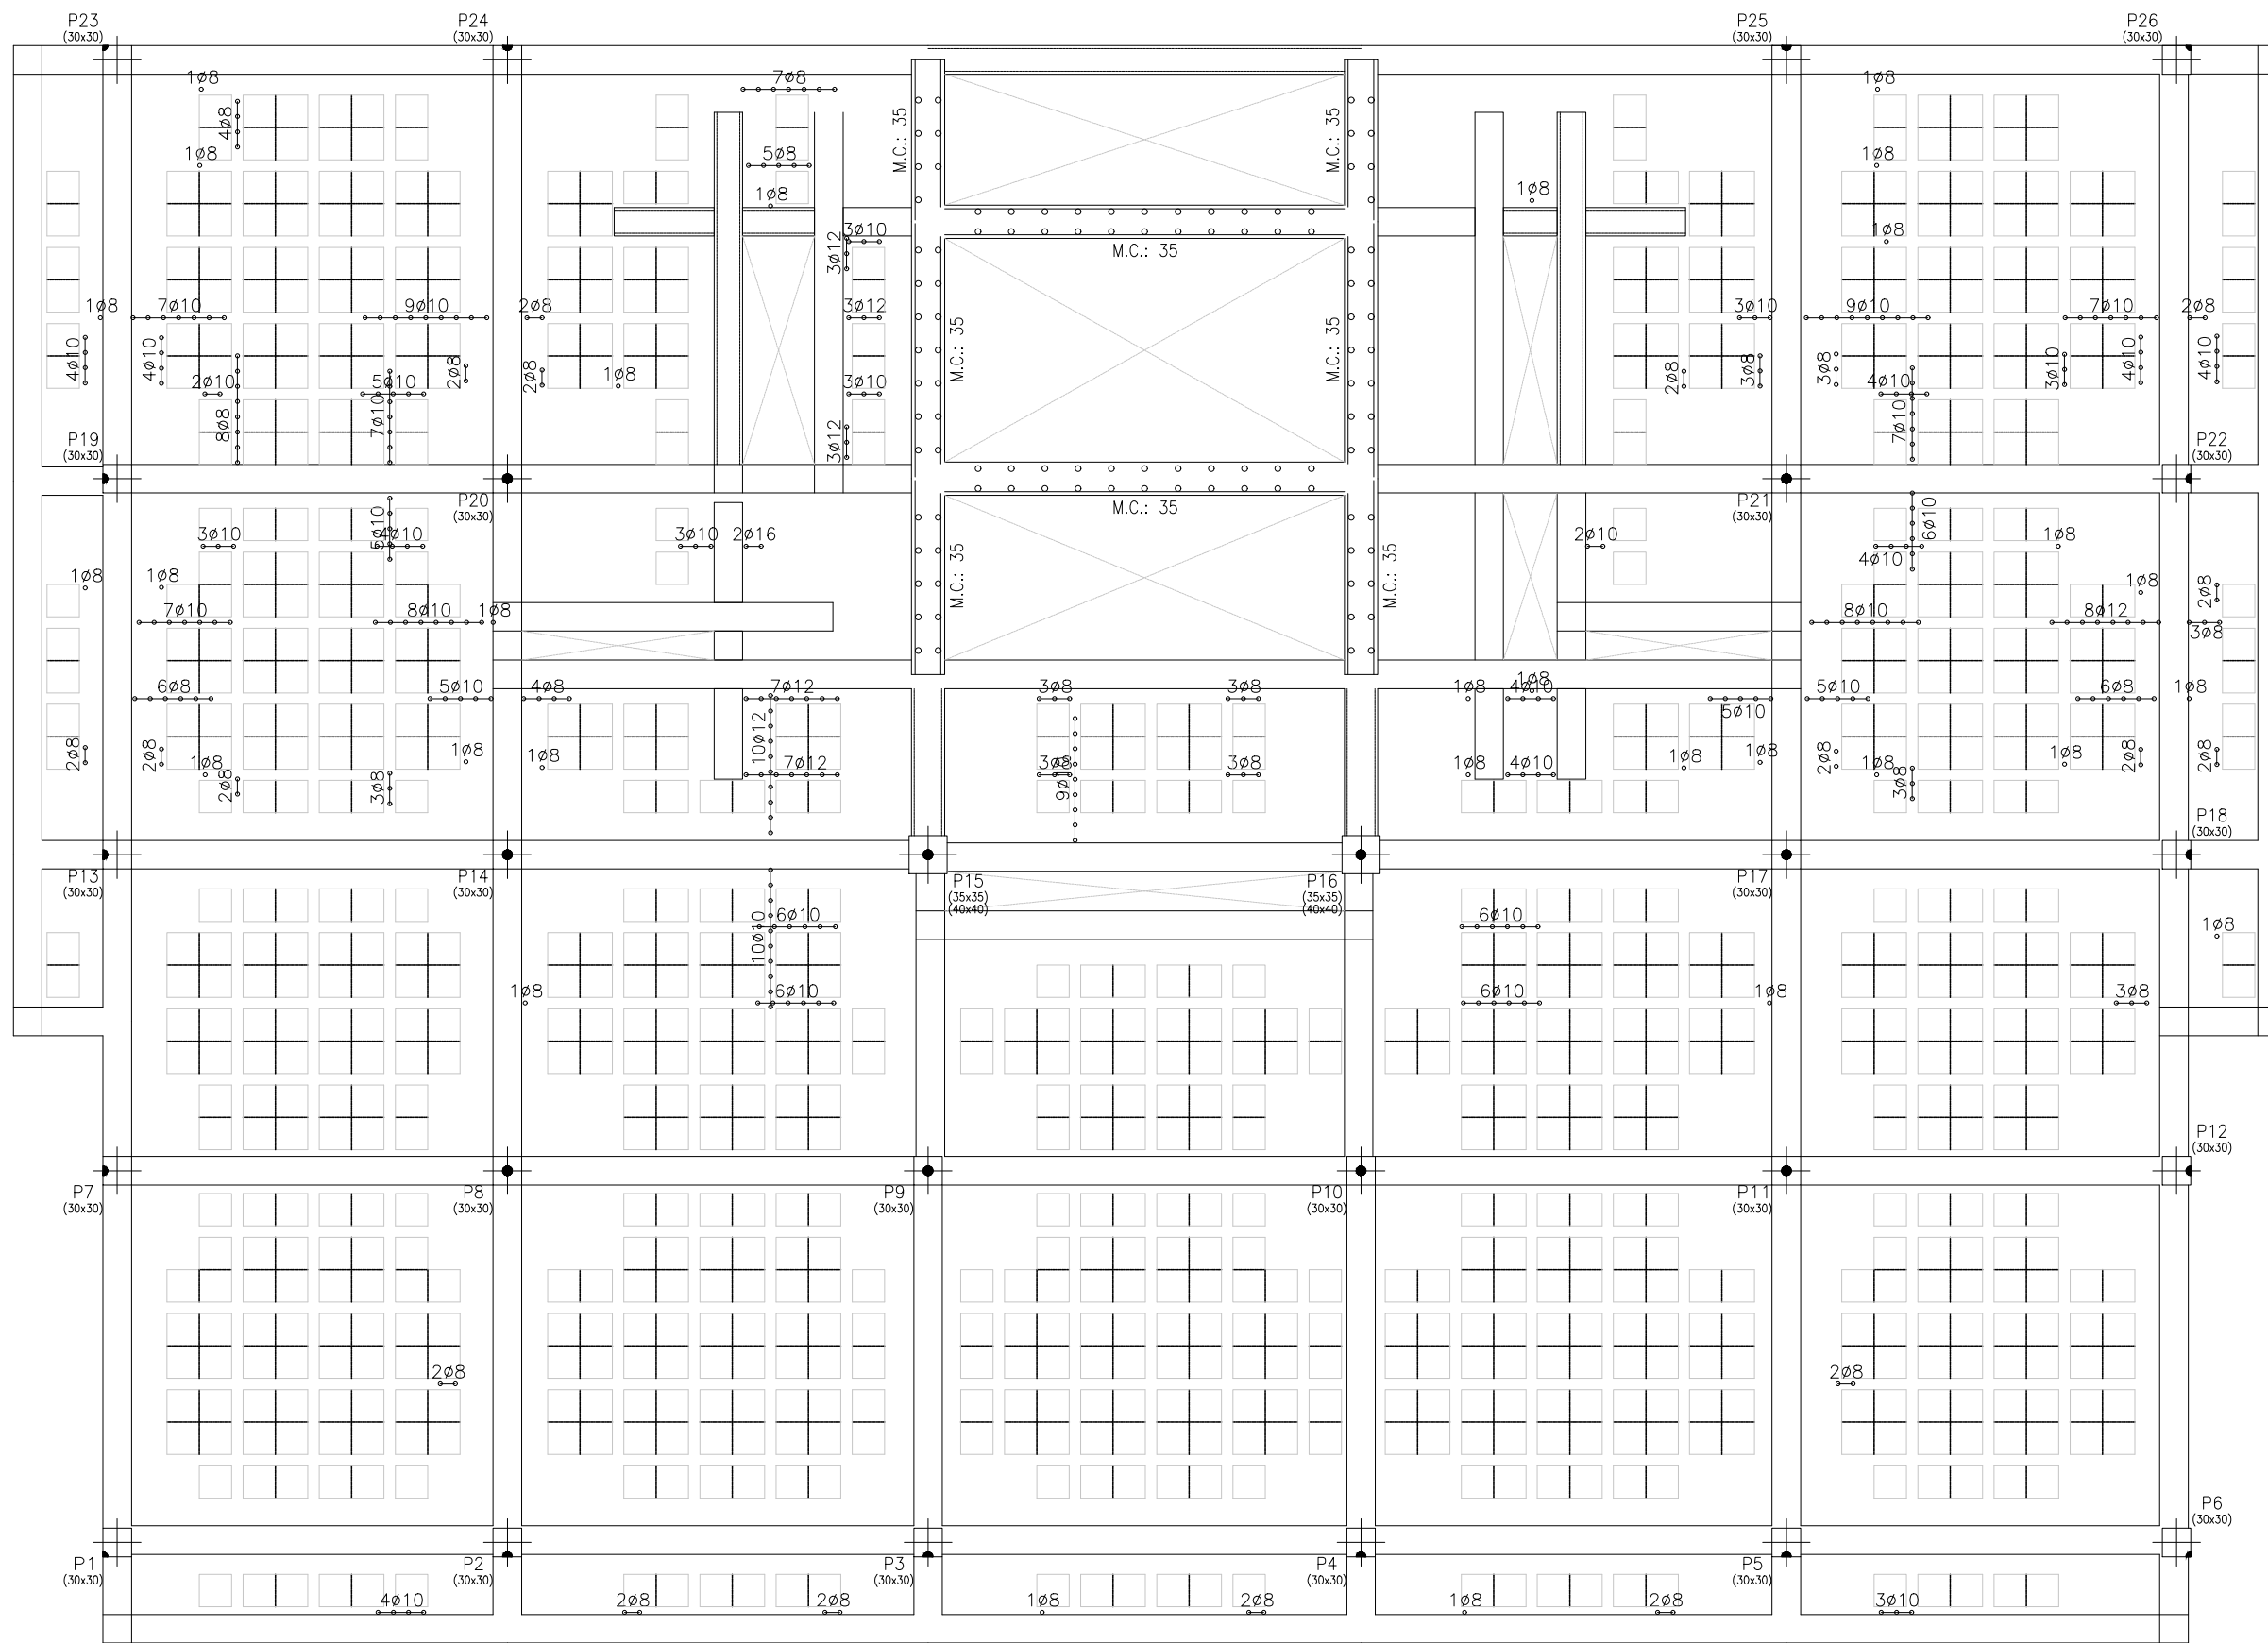 P23
(30x30)
P24
(30x30)
P25
(30x30)
P26
(30x30)
1ø8
4ø8
1ø8
7ø8
5ø8
1ø8
M.C.: 35
M.C.: 35
1ø8
1ø8
1ø8
1ø8
3ø10
3ø12
M.C.: 35
1ø8
7ø10
9ø10
2ø8
3ø12
M.C.: 35
M.C.: 35
3ø10
9ø10
7ø10
2ø8
4ø10
4ø10
2ø10
8ø8
5ø10
7ø10
2ø8
2ø8
1ø8
3ø10
3ø12
2ø8
3ø8
3ø8
4ø10
7ø10
3ø10
4ø10
4ø10
P19
(30x30)
P22
(30x30)
P20
(30x30)
M.C.: 35
P21
(30x30)
3ø10
4ø10
3ø10
2ø16
M.C.: 35
M.C.: 35
2ø10
4ø10
6ø10
1ø8
1ø8
1ø8
1ø8
2ø8
7ø10
8ø10
1ø8
8ø10
8ø12
3ø8
6ø8
5ø10
4ø8
7ø12
10ø12
3ø8
3ø8
1ø8
4ø10
1ø8
5ø10
5ø10
6ø8
1ø8
2ø8
2ø8
1ø8
2ø8
3ø8
1ø8
1ø8
7ø12
3ø8
3ø8
1ø8
4ø10
1ø8
1ø8
2ø8
1ø8
3ø8
1ø8
2ø8
2ø8
P18
(30x30)
P13
(30x30)
P14
(30x30)
P15
(35x35)
(40x40)
P16
(35x35)
(40x40)
P17
(30x30)
6ø10
10ø10
6ø10
1ø8
1ø8
6ø10
6ø10
1ø8
3ø8
P12
(30x30)
P7
(30x30)
P8
(30x30)
P9
(30x30)
P10
(30x30)
P11
(30x30)
2ø8
2ø8
P6
(30x30)
P1
(30x30)
P2
(30x30)
P3
(30x30)
P4
(30x30)
P5
(30x30)
4ø10
2ø8
2ø8
1ø8
2ø8
1ø8
2ø8
3ø10